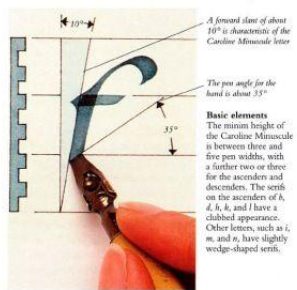 10°
A forward slant of about
10° is characteristic of the
Caroline Minuscule letter
f
The pen angle for the
hand is about 35°
35°
Basic elements
The minim height of
the Caroline Minuscule
is between three and
five pen widths, with
a further two or three
for the ascenders and
descenders. The serifs
on the ascenders of b,
d, h, k, and l have a
clubbed appearance.
Other letters, such as i,
m, and n, have slightly
wedge-shaped serifs.